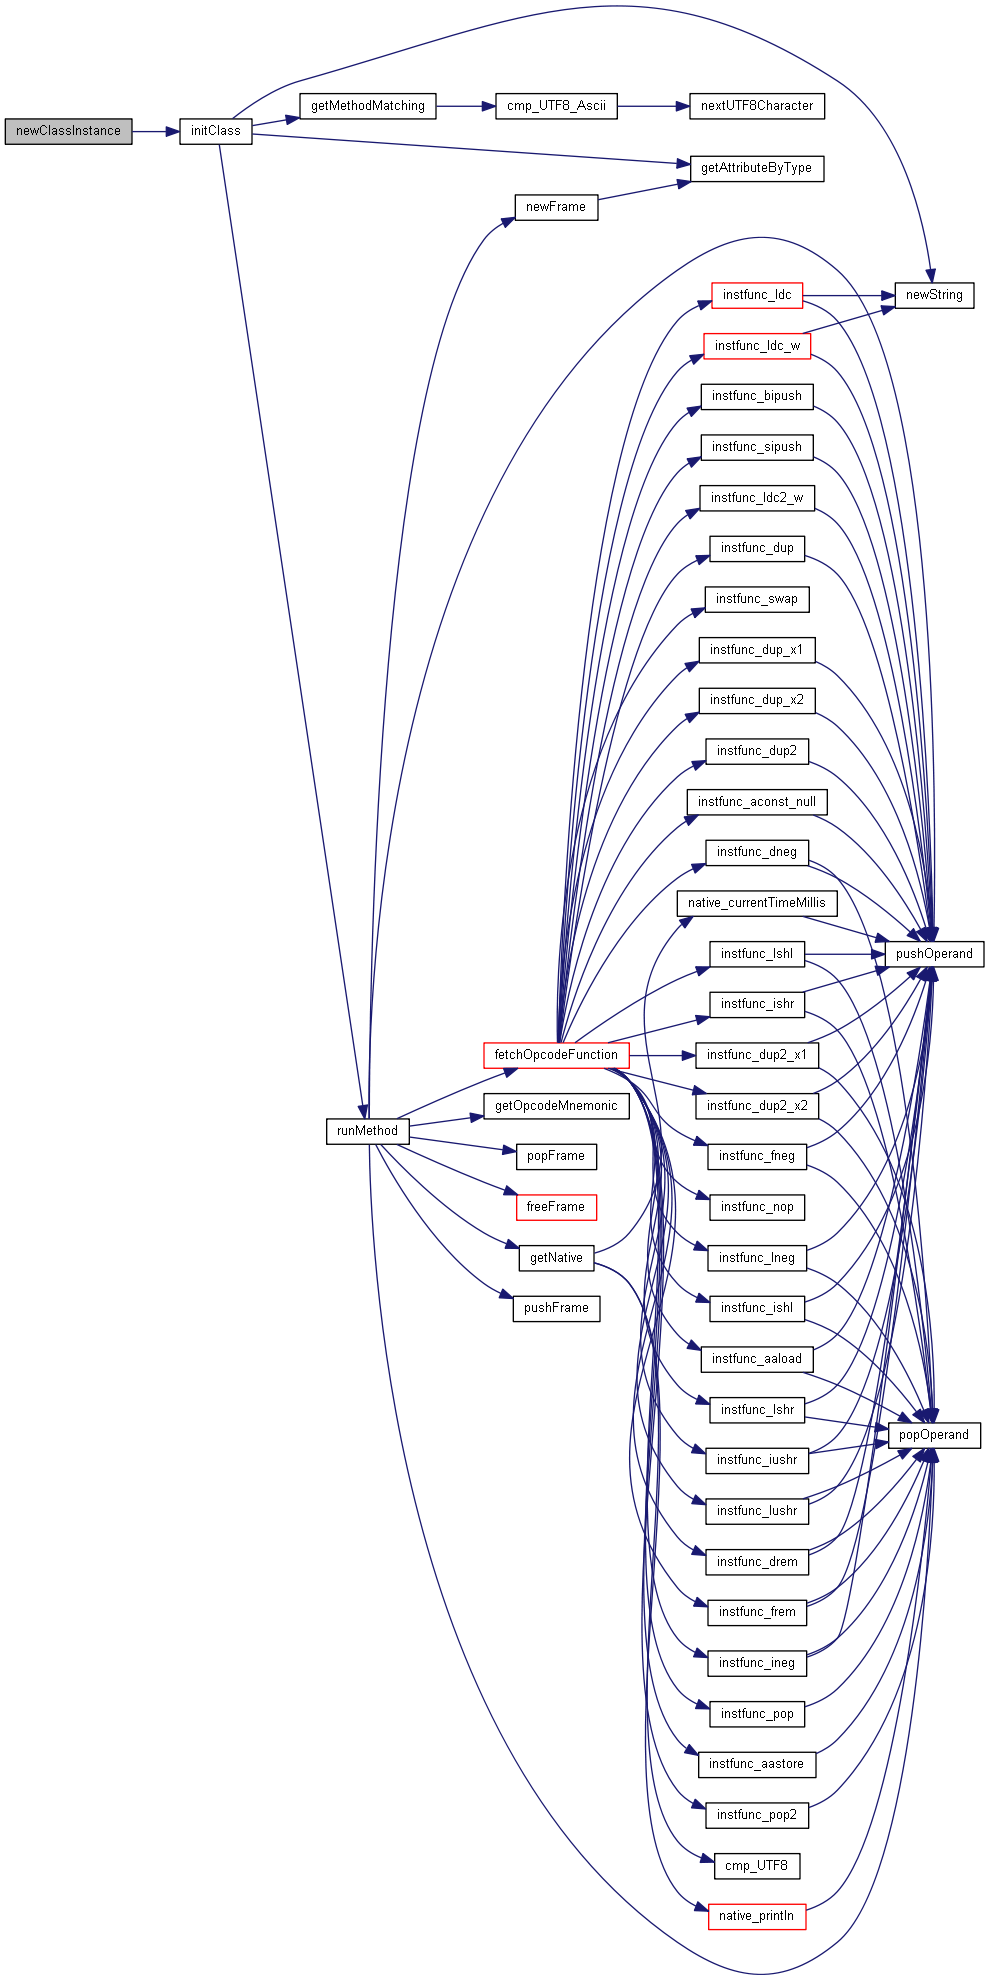 newClassInstance
initClass
getMethodMatching
cmp_UTF8_Ascii
nextUTF8Character
getAttributeByType
newFrame
newString
instfunc_ldc
instfunc_ldc_w
instfunc_bipush
instfunc_sipush
instfunc_ldc2_w
instfunc_dup
instfunc_swap
instfunc_dup_x1
instfunc_dup_x2
instfunc_dup2
instfunc_aconst_null
instfunc_dneg
native_currentTimeMillis
pushOperand
instfunc_lshl
instfunc_ishr
fetchOpcodeFunction
instfunc_dup2_x1
getOpcodeMnemonic
instfunc_dup2_x2
runMethod
popFrame
instfunc_fneg
freeFrame
instfunc_nop
getNative
instfunc_lneg
pushFrame
instfunc_ishl
instfunc_aaload
instfunc_lshr
popOperand
instfunc_iushr
instfunc_lushr
instfunc_drem
instfunc_frem
instfunc_ineg
instfunc_pop
instfunc_aastore
instfunc_pop2
cmp_UTF8
native_println